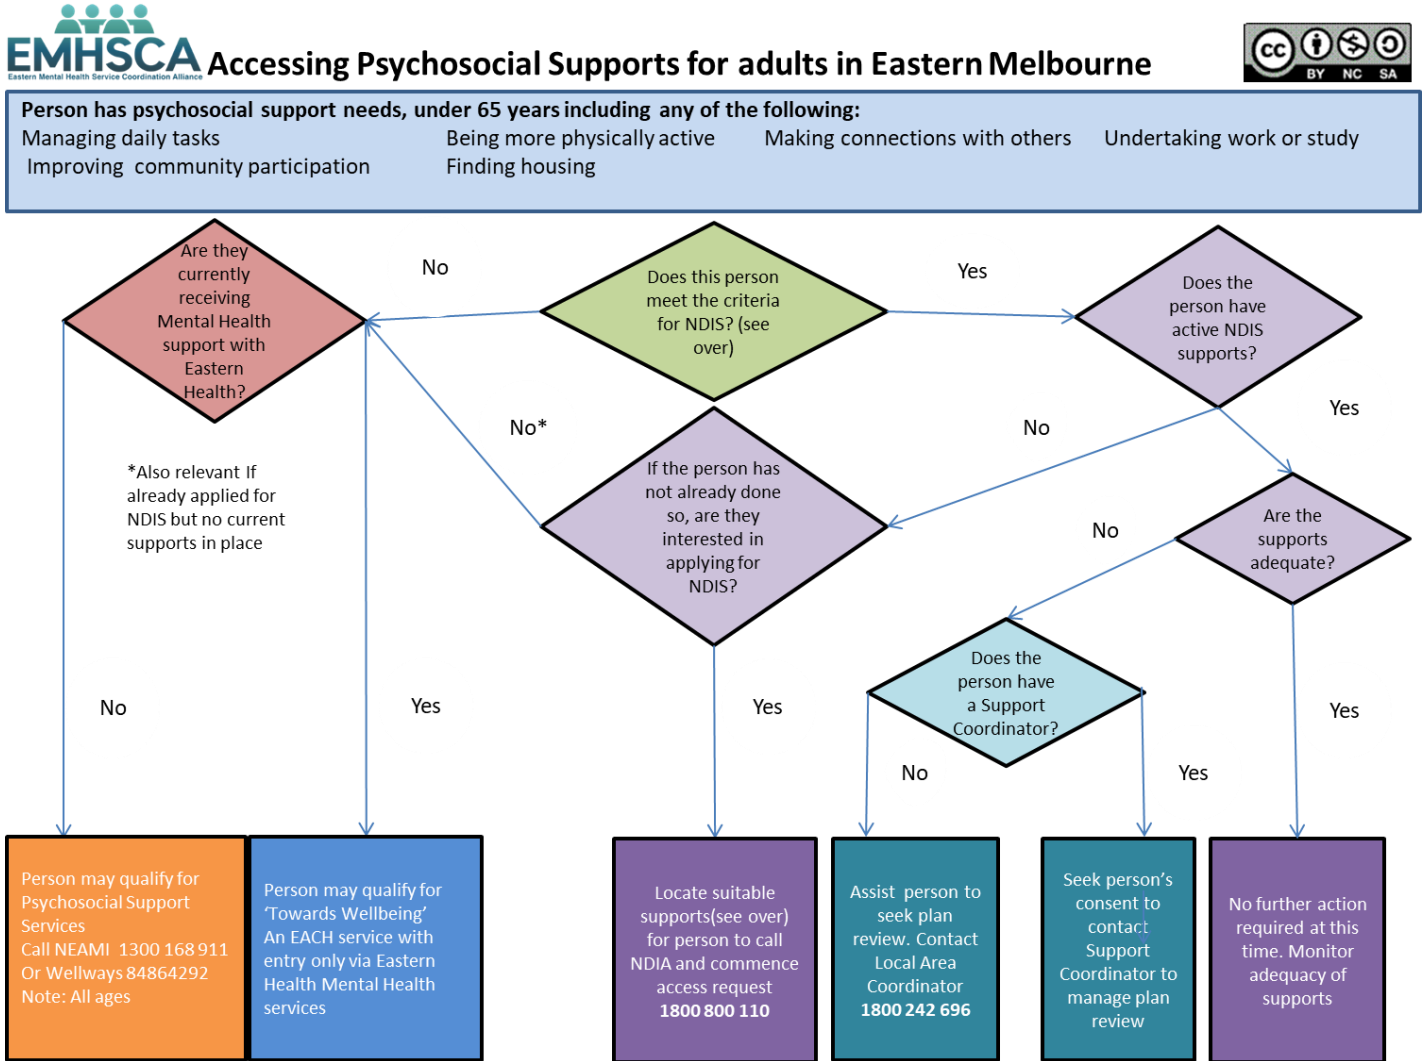 EMHSCA
Eastern Mental Health Service Coordination Alliance
Accessing Psychosocial Supports for adults in Eastern Melbourne
cc
BY NC SA
Person has psychosocial support needs, under 65 years including any of the following:
Managing daily tasks Being more physically active Making connections with others Undertaking work or study
Improving community participation Finding housing
Are they
currently
receiving
Mental Health
support with
Eastern
Health?
No
Does this person
meet the criteria
for NDIS? (see
over)
Yes
Does the
person have
active NDIS
supports?
Yes
No
No*
*Also relevant If
already applied for
NDIS but no current
supports in place
If the person has
not already done
so, are they
interested in
applying for
NDIS?
Are the
supports
adequate?
No
Does the
person have
a Support
Coordinator?
No
Yes
Yes
No
Yes
Yes
Person may qualify for
Psychosocial Support
Services
Call NEAMI 1300 168 911
Or Wellways 84864292
Note: All ages
Person may qualify for
‘Towards Wellbeing’
An EACH service with
entry only via Eastern
Health Mental Health
services
Locate suitable
supports(see over)
for person to call
NDIA and commence
access request
1800 800 110
Assist person to
seek plan
review. Contact
Local Area
Coordinator
1800 242 696
Seek person’s
consent to
contact
Support
Coordinator to
manage plan
review
No further action
required at this
time. Monitor
adequacy of
supports